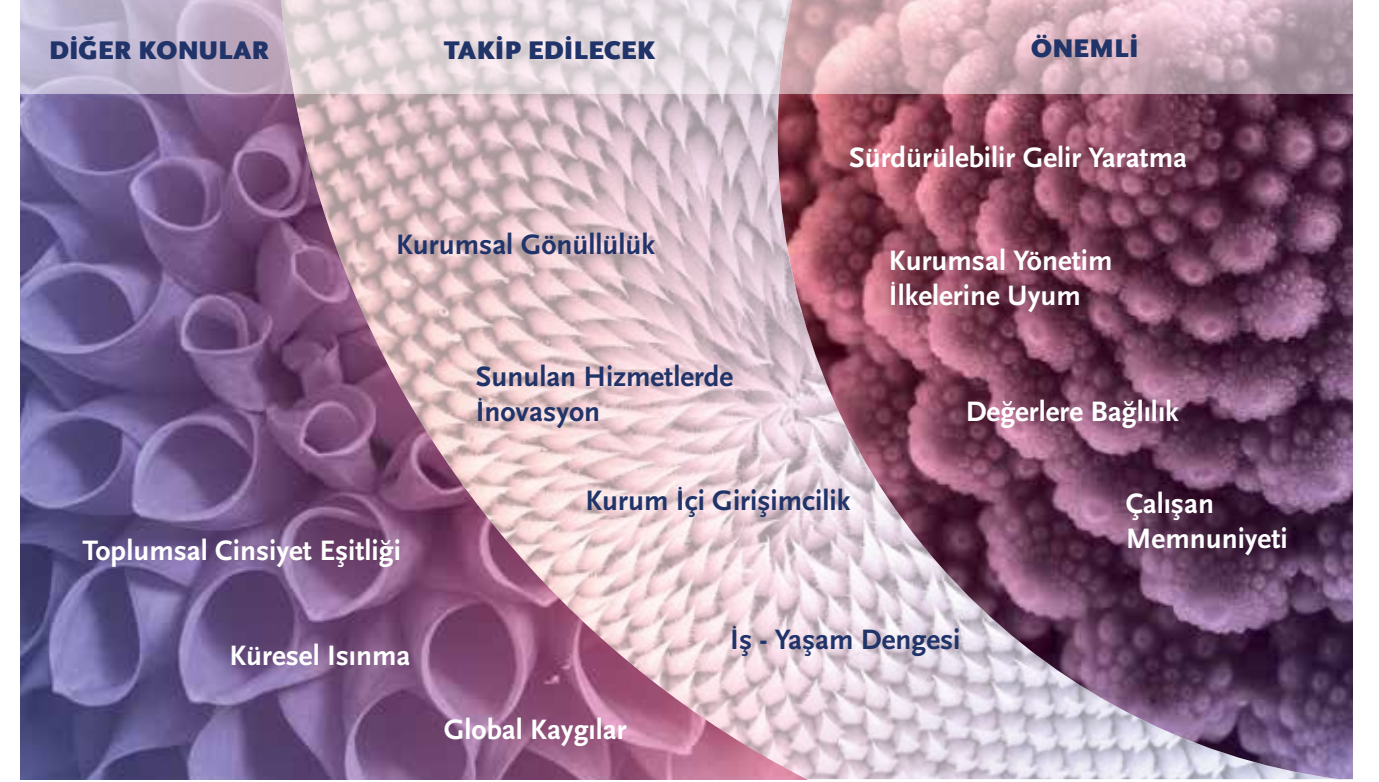 DİĞER KONULAR
TAKİP EDİLECEK
ÖNEMLİ
Sürdürülebilir Gelir Yaratma
Kurumsal Gönüllülük
Kurumsal Yönetim
İlkelerine Uyum
Sunulan Hizmetlerde
İnovasyon
Değerlere Bağlılık
Kurum İçi Girişimcilik
Çalışan
Memnuniyeti
Toplumsal Cinsiyet Eşitliği
İş - Yaşam Dengesi
Küresel Isınma
Global Kaygılar